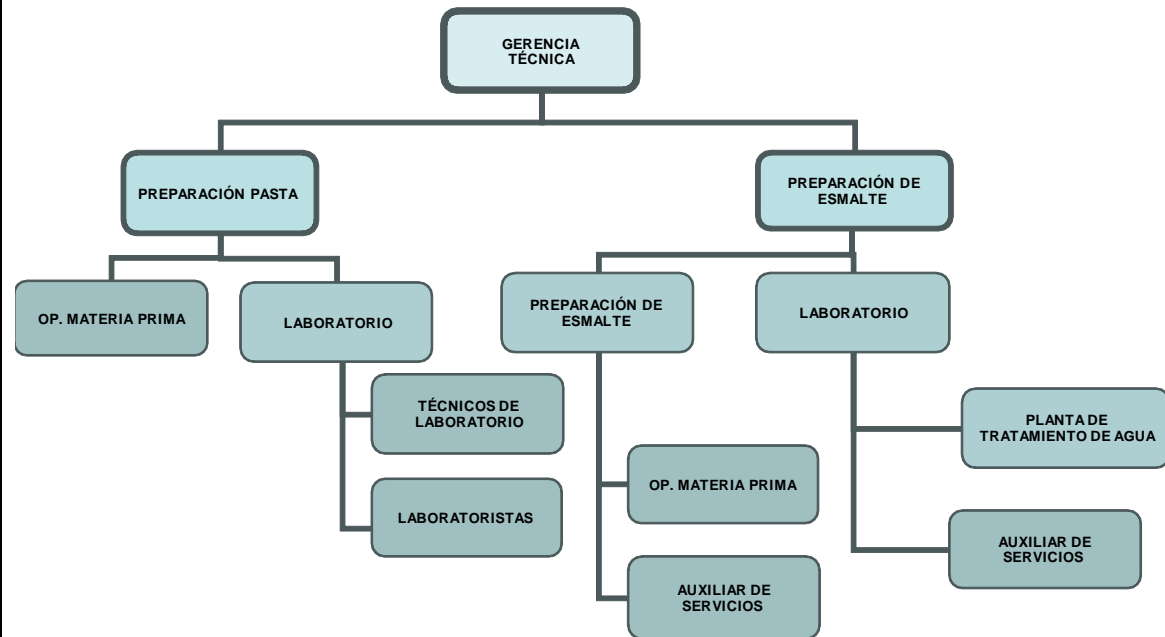 GERENCIA
TÉCNICA
PREPARACIÓN PASTA
PREPARACIÓN DE
ESMALTE
OP. MATERIA PRIMA
LABORATORIO
PREPARACIÓN DE
ESMALTE
LABORATORIO
TÉCNICOS DE
LABORATORIO
PLANTA DE
TRATAMIENTO DE AGUA
OP. MATERIA PRIMA
LABORATORISTAS
AUXILIAR DE
SERVICIOS
AUXILIAR DE
SERVICIOS